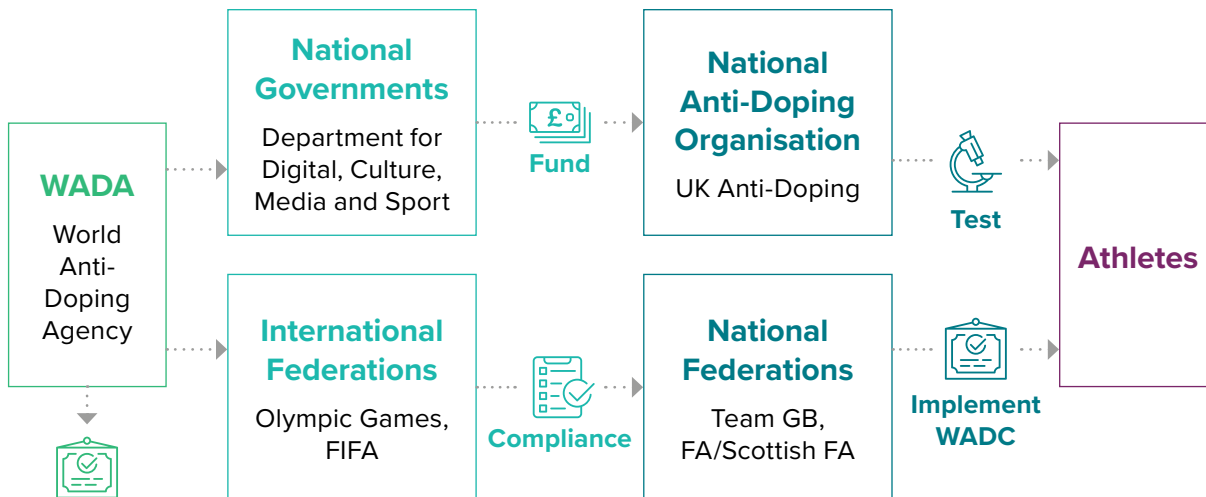 WADA
World
Anti-
Doping
Agency
National
Governments
Department for
Digital, Culture,
Media and Sport
£
Fund
National
Anti-Doping
Organisation
UK Anti-Doping
Test
International
Federations
Olympic Games,
FIFA
Compliance
National
Federations
Team GB,
FA/Scottish FA
Implement
WADC
Athletes